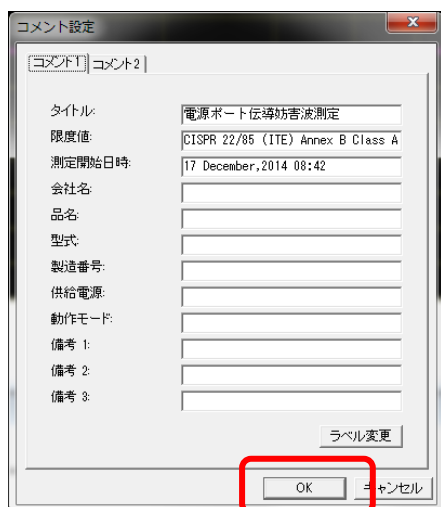 コメント設定
コメント1 コメント2
タイトル: 電源ポート伝導妨害波測定
限度値: CISPR 22/85 (ITE) Annex B Class A
測定開始日時: 17 December,2014 08:42
会社名:
品名:
型式:
製造番号:
供給電源:
動作モード:
備考 1:
備考 2:
備考 3:
ラベル変更
OK キャンセル